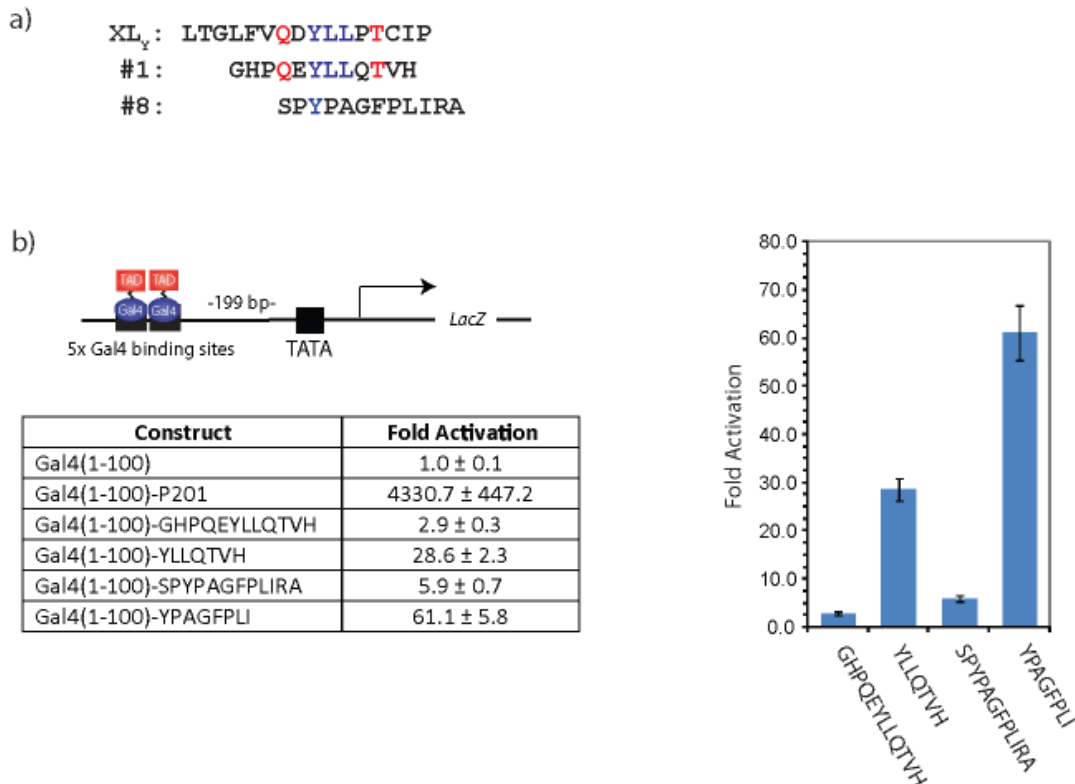 a)
XLY: LTGLFVQDYLLPTCIP
#1: GHPQEYLLQTVH
#8: SPYPAGFPLIRA
b)
TAD TAD
Gal4 Gal4
-199 bp-
LacZ
5x Gal4 binding sites
TATA
Construct Fold Activation
Gal4(1-100) 1.0 ± 0.1
Gal4(1-100)-P201 4330.7 ± 447.2
Gal4(1-100)-GHPQEYLLQTVH 2.9 ± 0.3
Gal4(1-100)-YLLQTVH 28.6 ± 2.3
Gal4(1-100)-SPYPAGFPLIRA 5.9 ± 0.7
Gal4(1-100)-YPAGFPLI 61.1 ± 5.8
Fold Activation
80.0
70.0
60.0
50.0
40.0
30.0
20.0
10.0
0.0
GHPQEYLLQTVH
YLLQTVH
SPYPAGFPLIRA
YPAGFPLI